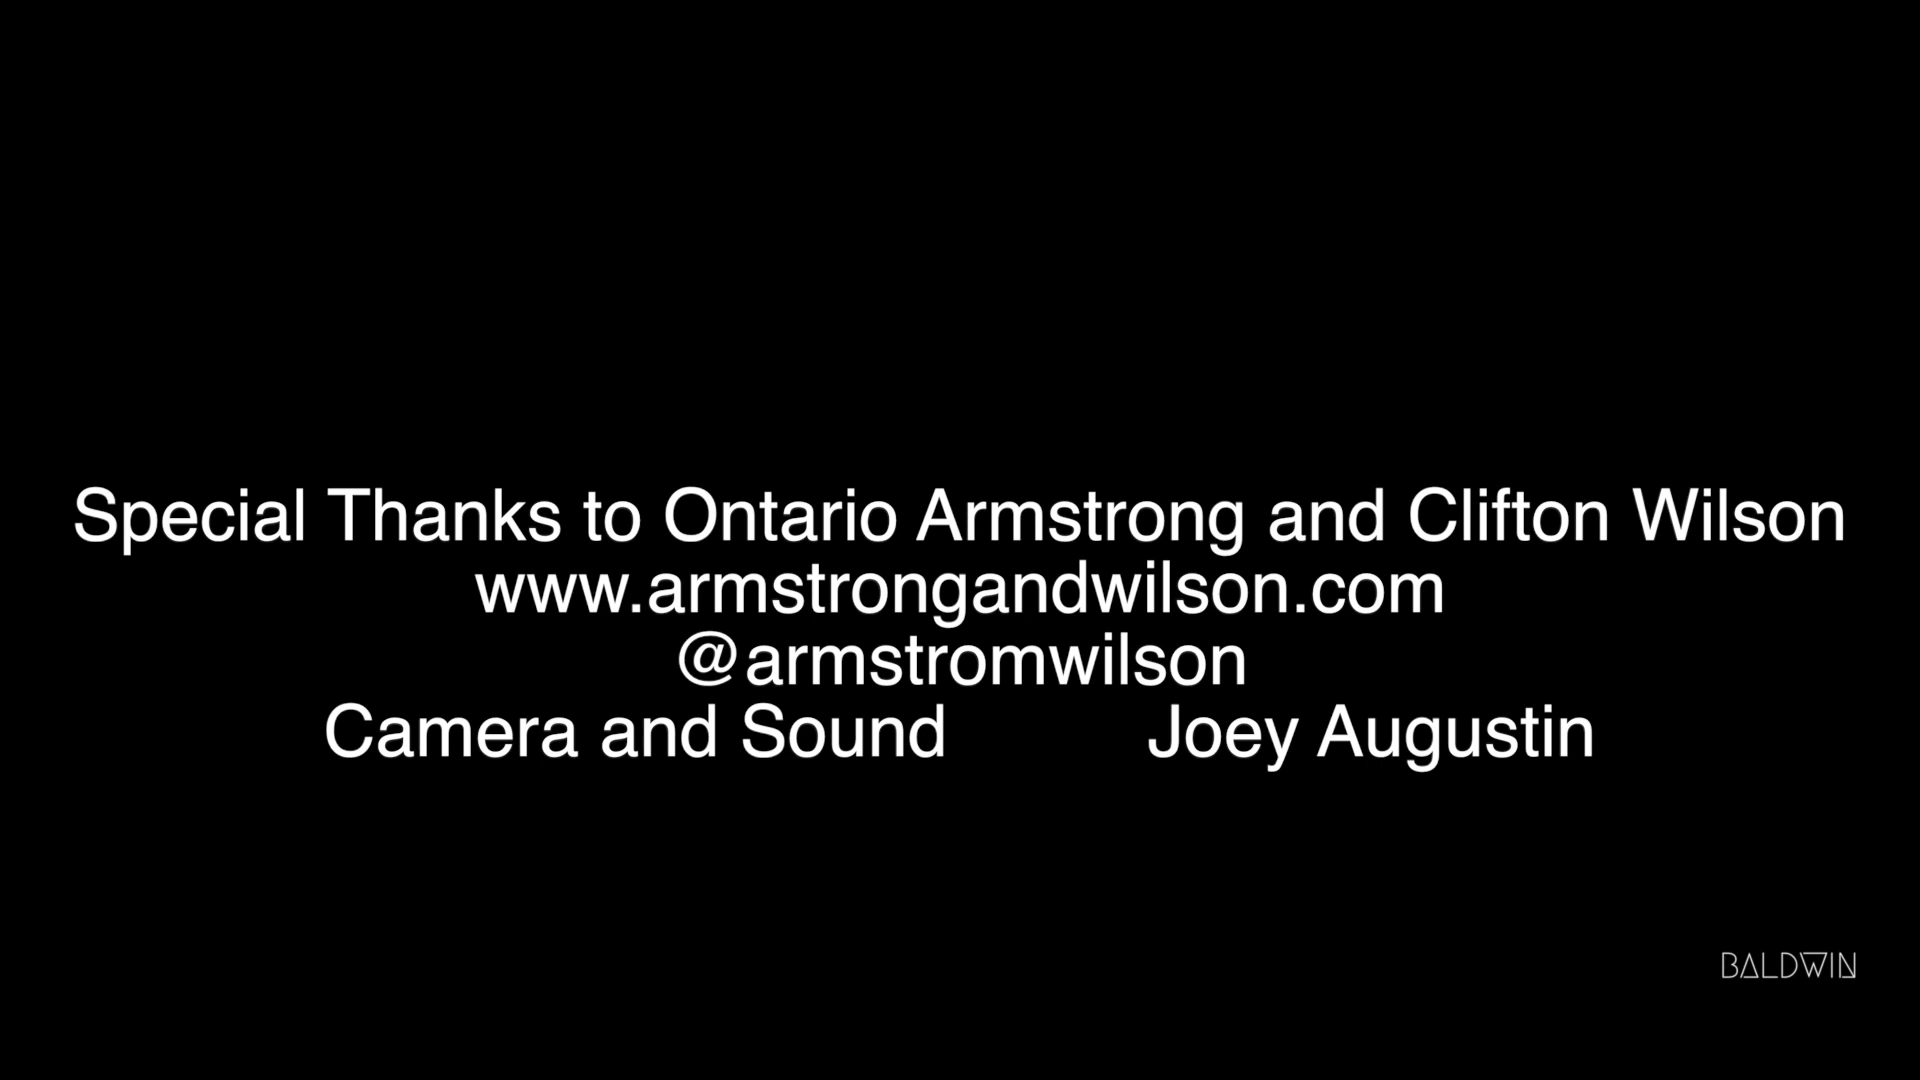 Special Thanks to Ontario Armstrong and Clifton Wilson
www.armstrongandwilson.com
@armstromwilson
Camera and Sound Joey Augustin
BALDWIN